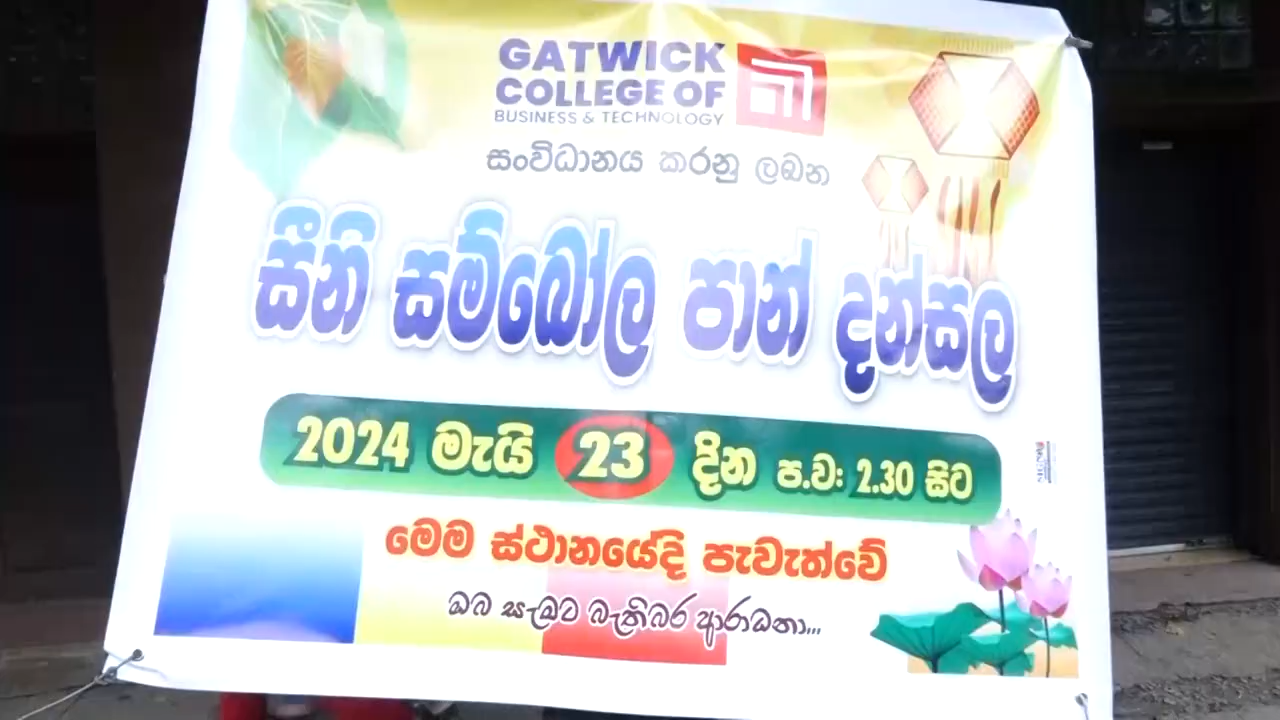 GATWICK
COLLEGE OF
BUSINESS & TECHNOLOGY
සංවිධානය කරනු ලබන
සීනි සම්බෝල පාන් දන්සල
2024 මැයි 23 දින ප.ව: 2.30 සිට
මෙම ස්ථානයේදි පැවැත්වේ
ඔබ සැමට බැතිබර ආරාධනා...